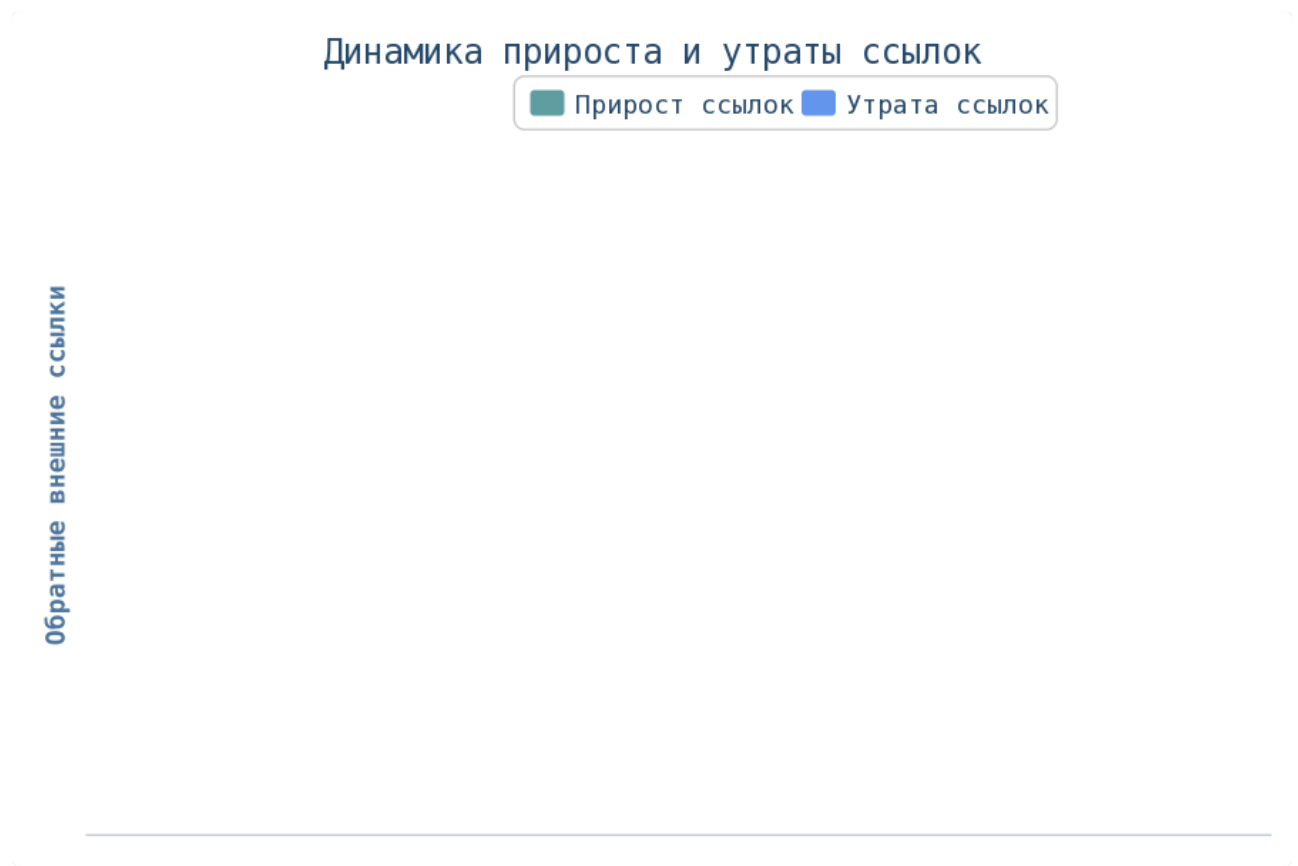 Динамика прироста и утраты ссылок
Прирост ссылок Утрата ссылок
Обратные внешние ссылки